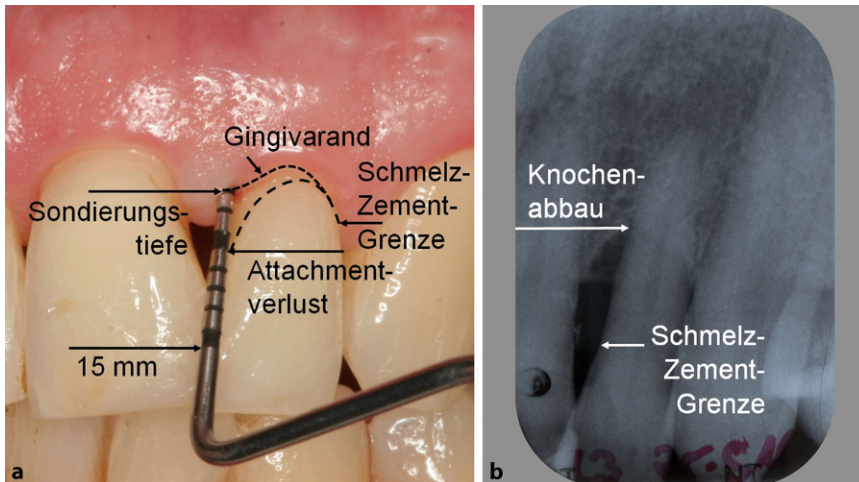 Gingivarand
Schmelz-
Zement-
Grenze
Sondierungs-
tiefe
Attachment-
verlust
15 mm
a
Knochen-
abbau
Schmelz-
Zement-
Grenze
b